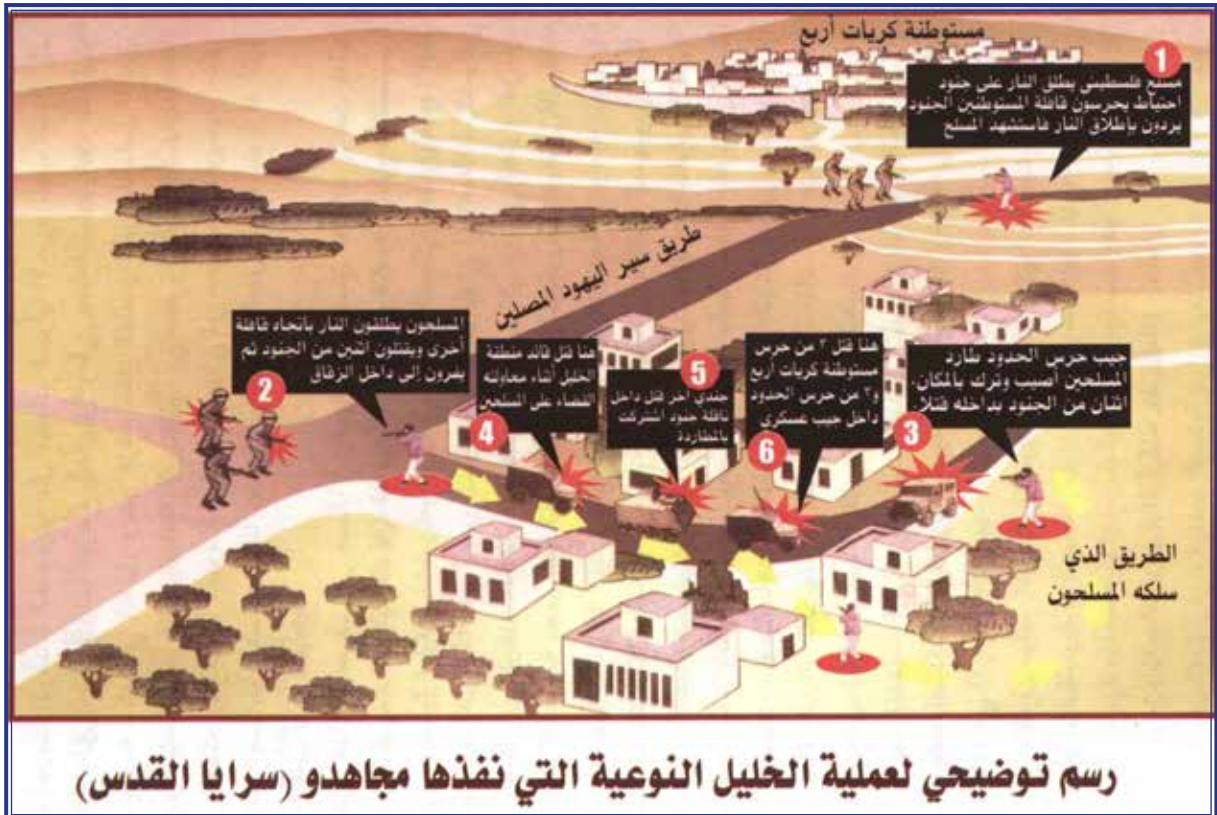 مستوطنة كريات أربع
1
مسلح فلسطيني يطلق النار على جنود
احتياط يحرسون قافلة المستوطنين الجنود
يردون بإطلاق النار فاستشهد المسلح
طريق سير اليهود المصلين
المسلحون يطلقون النار بأتجاه قافلة
أخرى ويقتلون اثنين من الجنود ثم
يفرون إلى داخل الزقاق
2
هنا قتل قائد منطقة
الخليل أثناء محاولته
القضاء على المسلحين
4
5
جندي آخر قتل داخل
ناقلة جنود اشتركت
بالمطاردة
هنا قتل ٣ من حرس
مستوطنة كريات أربع
و٢ من حرس الحدود
داخل جيب عسكري
6
جيب حرس الحدود طارد
المسلحين أصيب وترك بالمكان.
اثنان من الجنود بداخله قتلا
3
الطريق الذي
سلكه المسلحون
رسم توضيحي لعملية الخليل النوعية التي نفذها مجاهدو (سرايا القدس)